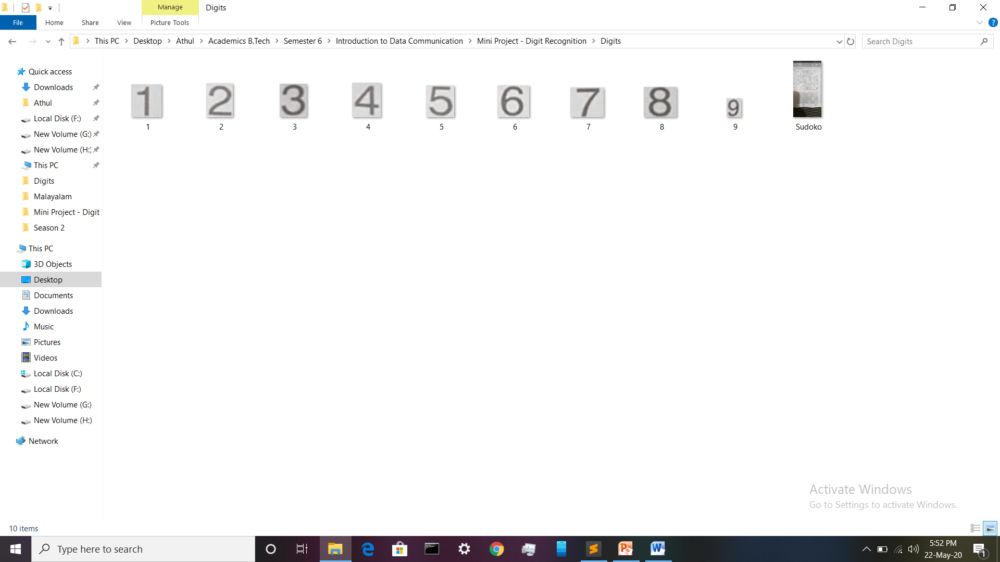 Manage
Digits
File
Home
Share
View
Picture Tools
This PC
Desktop
Athul
Academics B.Tech
Semester 6
Introduction to Data Communication
Mini Project - Digit Recognition
Digits
Search Digits
Quick access
Downloads
Athul
Local Disk (F:)
New Volume (G:)
New Volume (H:)
This PC
Digits
Malayalam
Mini Project - Digit
Season 2
This PC
3D Objects
Desktop
Documents
Downloads
Music
Pictures
Videos
Local Disk (C:)
Local Disk (F:)
New Volume (G:)
New Volume (H:)
Network
1 2 3 4 5 6 7 8 9
1 2 3 4 5 6 7 8 9 Sudoko
Activate Windows
Go to Settings to activate Windows.
10 items
Type here to search
5:52 PM
22-May-20
1